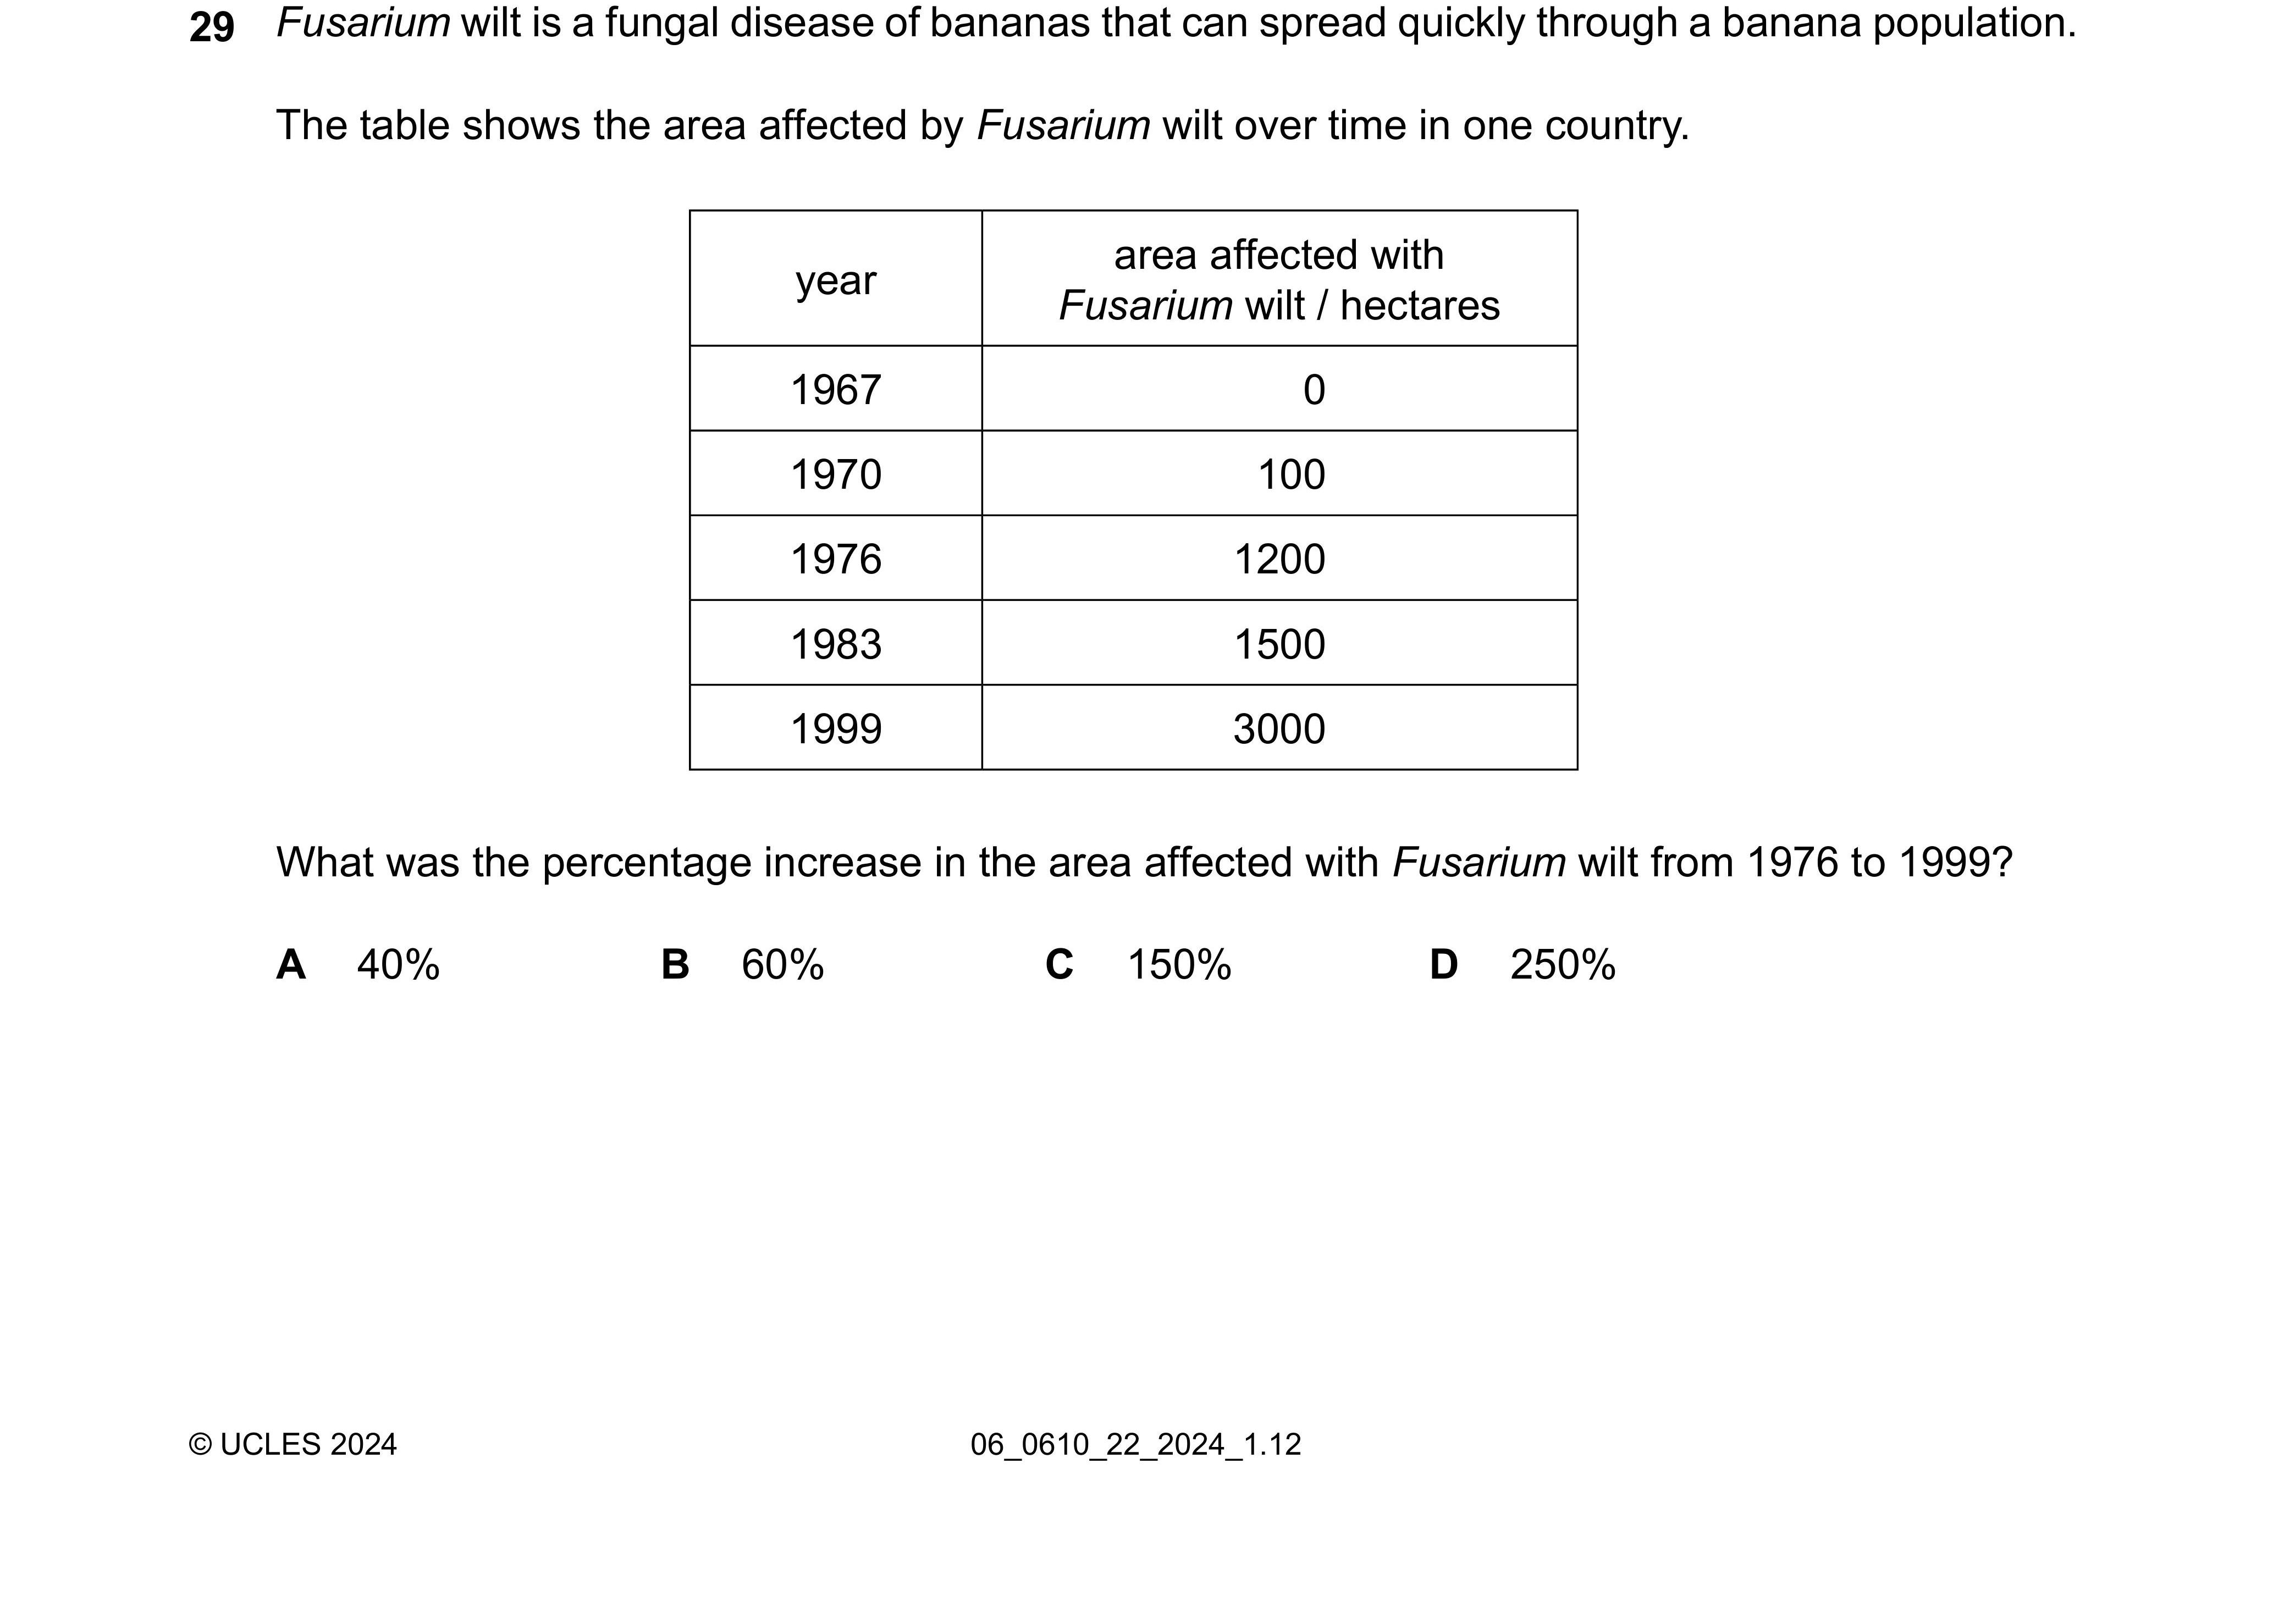 29 Fusarium wilt is a fungal disease of bananas that can spread quickly through a banana population.
The table shows the area affected by Fusarium wilt over time in one country.
year area affected with
Fusarium wilt / hectares
1967 0
1970 100
1976 1200
1983 1500
1999 3000
What was the percentage increase in the area affected with Fusarium wilt from 1976 to 1999?
A 40% B 60% C 150% D 250%
© UCLES 2024 06_0610_22_2024_1.12